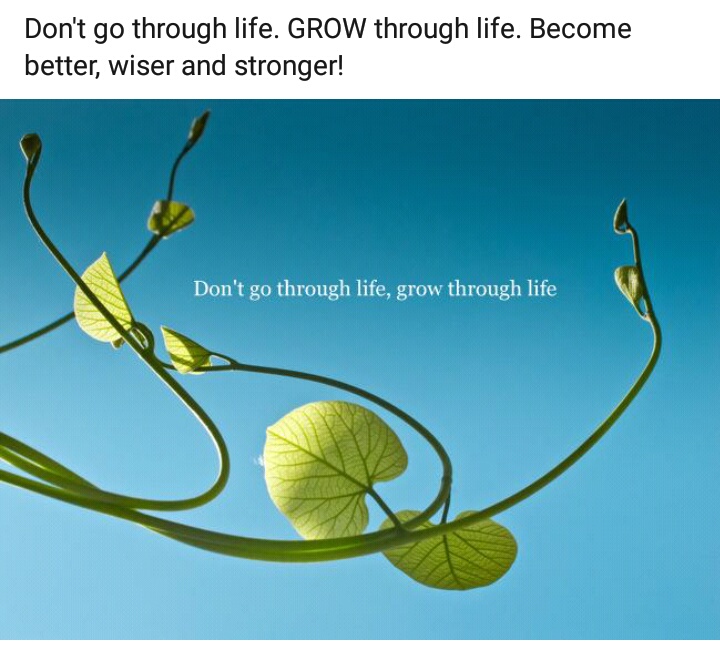 Don't go through life. GROW through life. Become
better, wiser and stronger!
Don't go through life, grow through life